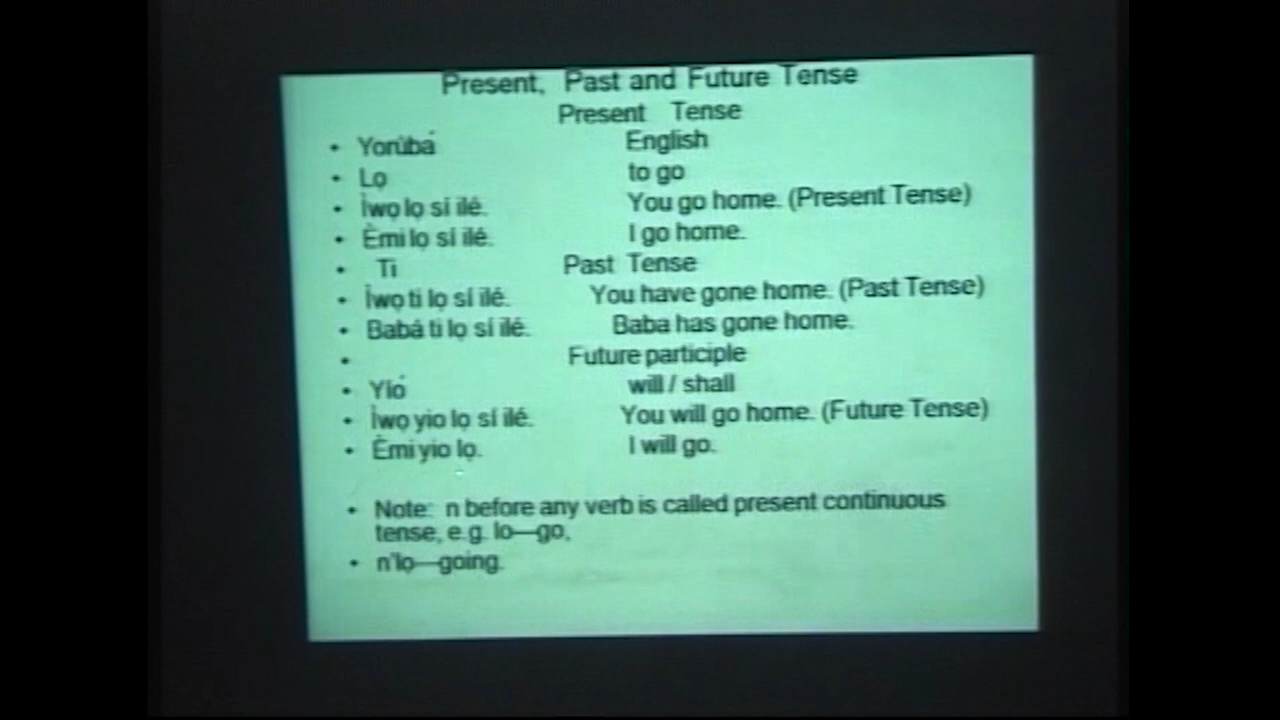 Present, Past and Future Tense
Present Tense
• Yorúbá English
• Lọ to go
• Ìwọ lọ sí ilé. You go home. (Present Tense)
• Èmi lọ sí ilé. I go home.
• Ti Past Tense
• Ìwọ ti lọ sí ilé. You have gone home. (Past Tense)
• Babá ti lọ sí ilé. Baba has gone home.
• Future participle
• Yió will / shall
• Ìwọ yio lọ sí ilé. You will go home. (Future Tense)
• Èmi yio lọ. I will go.
• Note: n before any verb is called present continuous
tense, e.g. lo—go,
• n'lọ—going.